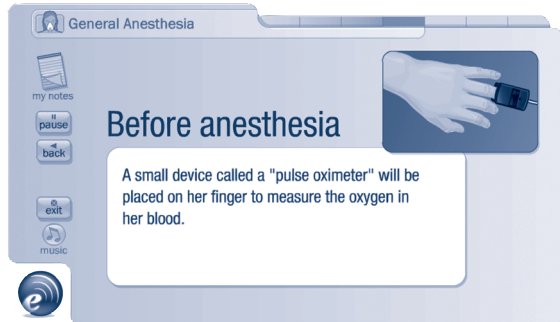 General Anesthesia
my notes
pause
back
exit
music
Before anesthesia
A small device called a "pulse oximeter" will be
placed on her finger to measure the oxygen in
her blood.
e